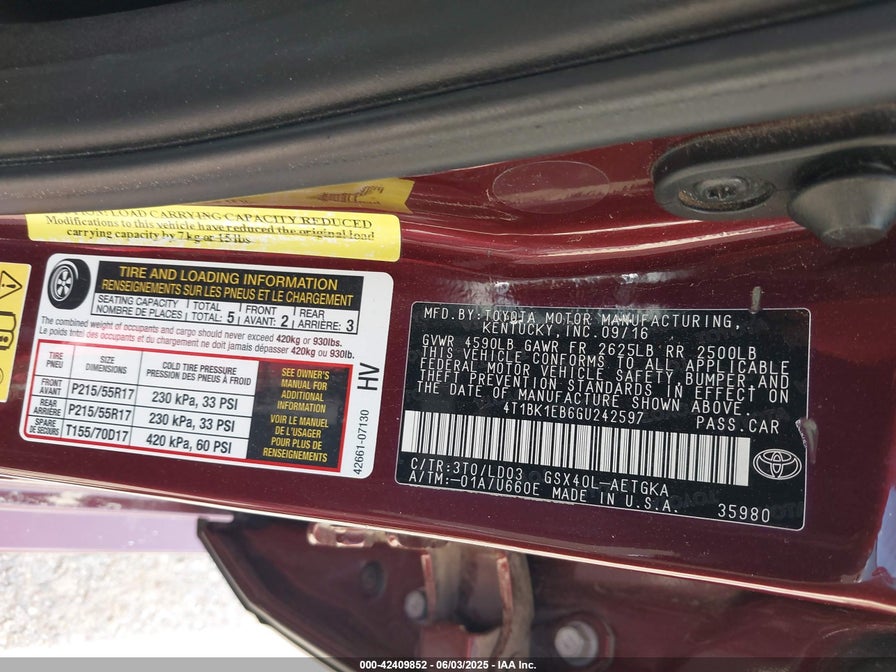 LOAD CARRYING CAPACITY REDUCED
Modifications to this vehicle have reduced the original load
carrying capacity by 7 kg or 15 lbs
TIRE AND LOADING INFORMATION
RENSEIGNEMENTS SUR LES PNEUS ET LE CHARGEMENT
SEATING CAPACITY TOTAL 5 FRONT 2 REAR 3
NOMBRE DE PLACES TOTAL AVANT: ARRIÈRE:
The combined weight of occupants and cargo should never exceed 420kg or 930lbs.
Le poids total des occupants et du chargement ne doit jamais dépasser 420kg ou 930lb.
TIRE
PNEU
SIZE
DIMENSIONS
COLD TIRE PRESSURE
PRESSION DES PNEUS À FROID
FRONT
AVANT
P215/55R17
230 kPa, 33 PSI
REAR
ARRIÈRE
P215/55R17
230 kPa, 33 PSI
SPARE
DE SECOURS
T155/70D17
420 kPa, 60 PSI
SEE OWNER'S
MANUAL FOR
ADDITIONAL
INFORMATION
VOIR LE MANUEL
DE L'USAGER
POUR PLUS DE
RENSEIGNEMENTS
HV
42661-07130
MFD.BY:TOYOTA MOTOR MANUFACTURING,
KENTUCKY,INC.09/16
GVWR 4590LB GAWR FR 2625LB RR 2500LB
THIS VEHICLE CONFORMS TO ALL APPLICABLE
FEDERAL MOTOR VEHICLE SAFETY,BUMPER,AND
THEFT PREVENTION STANDARDS IN EFFECT ON
THE DATE OF MANUFACTURE SHOWN ABOVE.
4T1BK1EB6GU242597 PASS.CAR
C/TR:3T0/LD03 GSX40L-AETGKA
A/TM:-01A/U660E MADE IN U.S.A. 35980
000-42409852 - 06/03/2025 - IAA Inc.